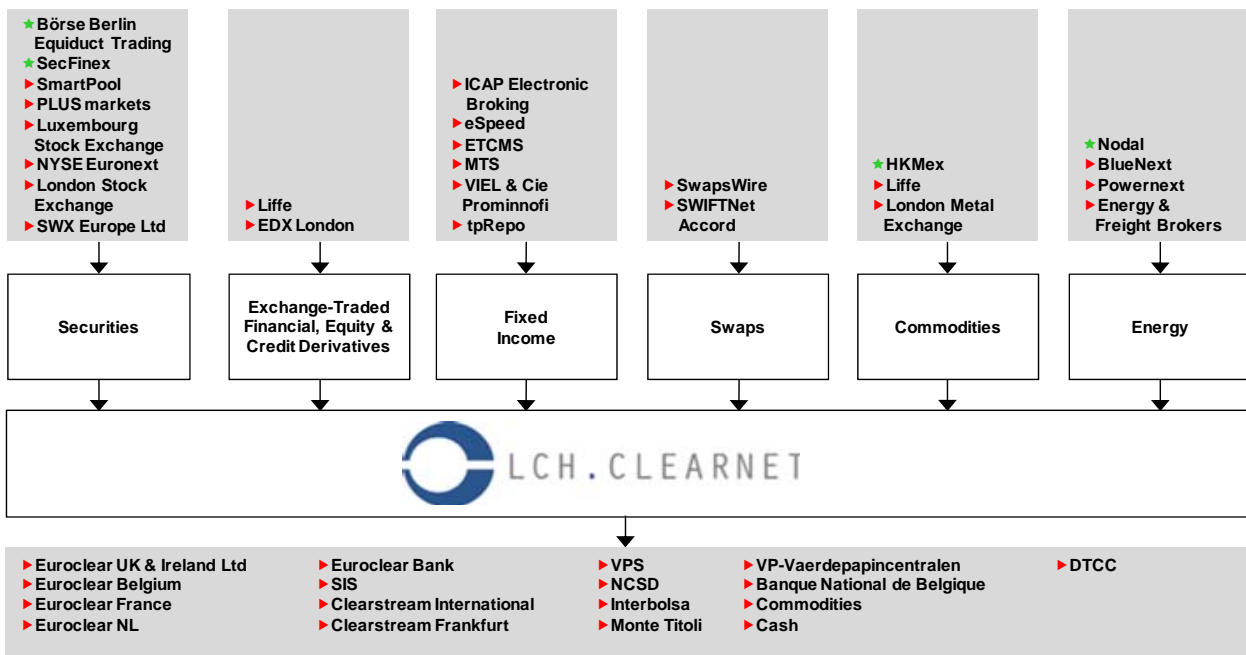 Börse Berlin
Equiduct Trading
SecFinex
SmartPool
PLUS markets
Luxembourg
Stock Exchange
NYSE Euronext
London Stock
Exchange
SWX Europe Ltd
Liffe
EDX London
ICAP Electronic
Broking
eSpeed
ETCMS
MTS
VIEL & Cie
Prominnofi
tpRepo
SwapsWire
SWIFTNet
Accord
HKMex
Liffe
London Metal
Exchange
Nodal
BlueNext
Powernext
Energy &
Freight Brokers
Securities
Exchange-Traded
Financial, Equity &
Credit Derivatives
Fixed
Income
Swaps
Commodities
Energy
LCH.CLEARNET
Euroclear UK & Ireland Ltd
Euroclear Belgium
Euroclear France
Euroclear NL
Euroclear Bank
SIS
Clearstream International
Clearstream Frankfurt
VPS
NCSD
Interbolsa
Monte Titoli
VP-Vaerdepapincentralen
Banque National de Belgique
Commodities
Cash
DTCC